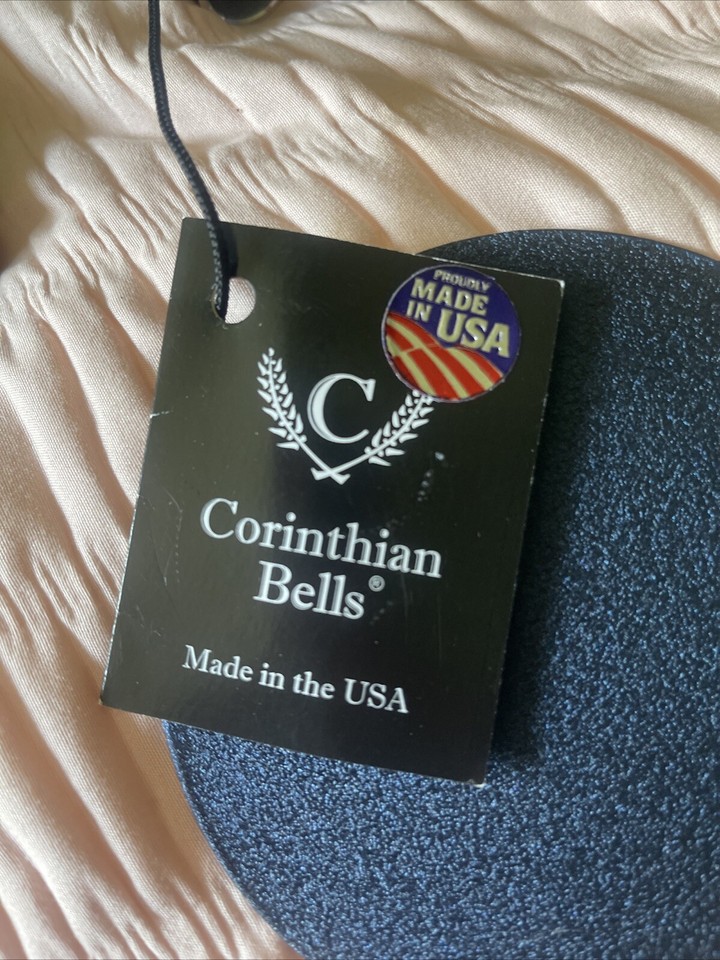 PROUDLY
MADE
IN USA
C
Corinthian
Bells®
Made in the USA